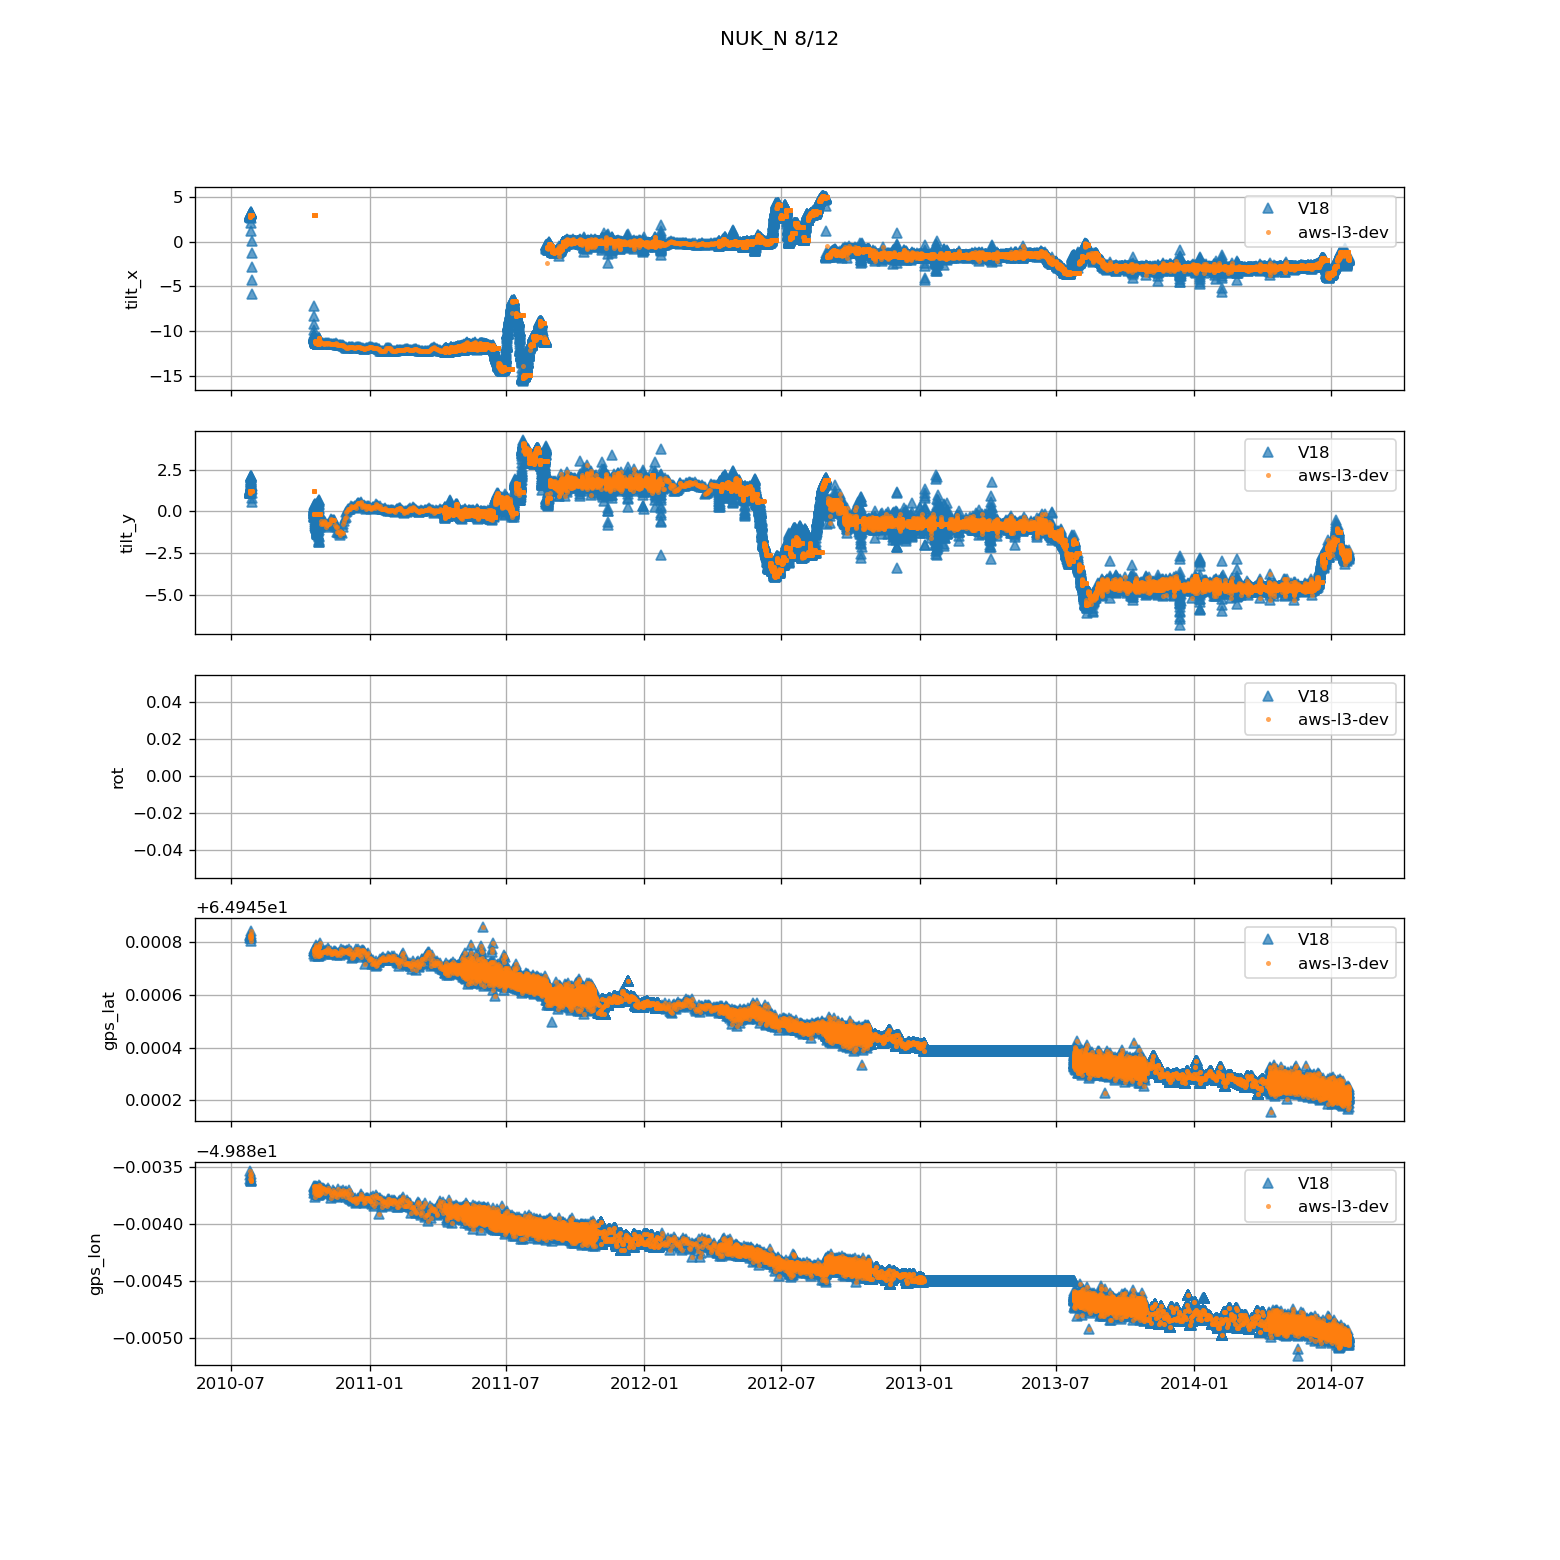 NUK_N 8/12
5
0
−5
−10
−15
tilt_x
V18
aws-l3-dev
2.5
0.0
−2.5
−5.0
tilt_y
V18
aws-l3-dev
0.04
0.02
0.00
−0.02
−0.04
rot
V18
aws-l3-dev
+6.4945e1
0.0008
0.0006
0.0004
0.0002
gps_lat
V18
aws-l3-dev
−4.988e1
−0.0035
−0.0040
−0.0045
−0.0050
gps_lon
V18
aws-l3-dev
2010-07 2011-01 2011-07 2012-01 2012-07 2013-01 2013-07 2014-01 2014-07